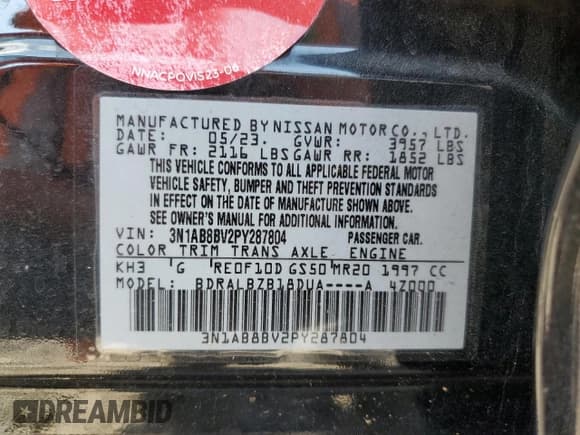 NNACPOVIS23-06
MANUFACTURED BY NISSAN MOTOR CO., LTD.
DATE: 05/23. GVWR: 3957 LBS
GAWR FR: 2116 LBS GAWR RR: 1852 LBS
THIS VEHICLE CONFORMS TO ALL APPLICABLE FEDERAL MOTOR
VEHICLE SAFETY, BUMPER AND THEFT PREVENTION STANDARDS
IN EFFECT ON THE DATE OF MANUFACTURE SHOWN ABOVE.
SEE OWNER'S MANUAL FOR ADDITIONAL INFORMATION.
VIN: 3N1AB8BV2PY287804 PASSENGER CAR.
COLOR TRIM TRANS AXLE ENGINE
KH3 'G 'RE0F10D GS50'MR20 1997 CC
MODEL: BDRALBZB18DUA----A 4Z000
3N1AB8BV2PY287804
DREAMBID